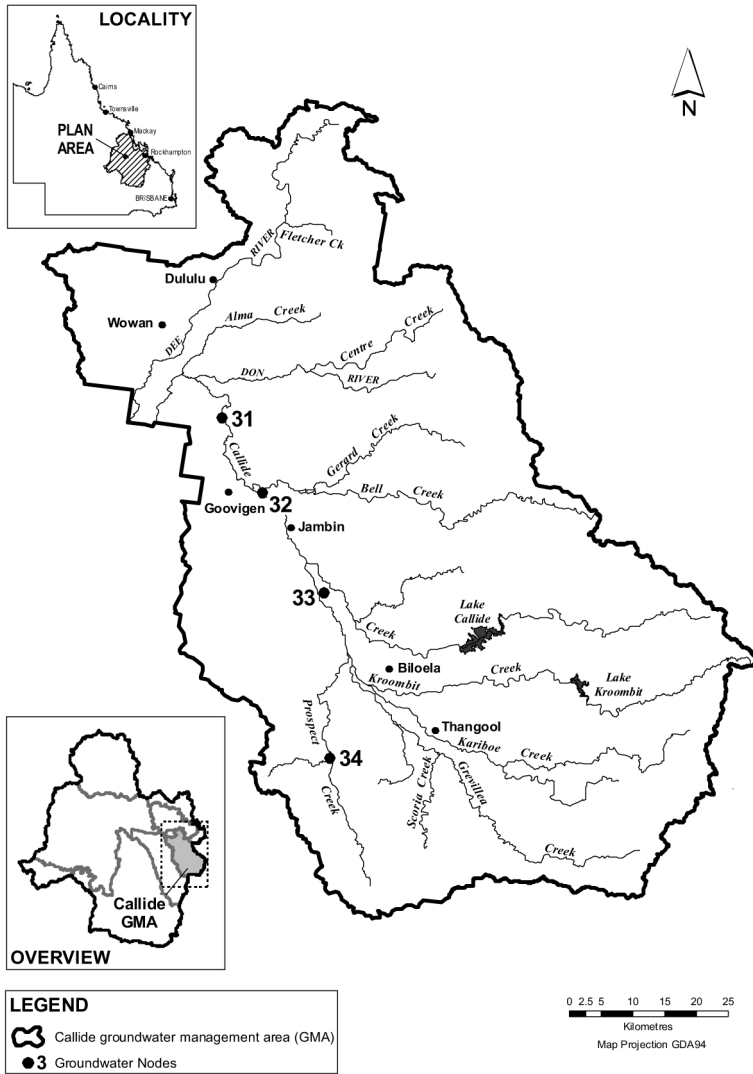 LOCALITY
Cairns
Townsville
Mackay
PLAN
AREA
Rockhampton
BRISBANE
N
Fletcher Ck
RIVER
Dululu
Wowan
Alma Creek
DEE
Centre Creek
DON RIVER
31
Callide
Gerard Creek
Bell Creek
32
Goovigen
Jambin
33
Lake
Callide
Creek
Biloela
Kroombit Creek
Lake
Kroombit
Prospect
Creek
Thangool
Kariboe Creek
34
Scoria Creek
Grevillea
Creek
Callide
GMA
OVERVIEW
LEGEND
Callide groundwater management area (GMA)
3 Groundwater Nodes
0 2.5 5 10 15 20 25
Kilometres
Map Projection GDA94